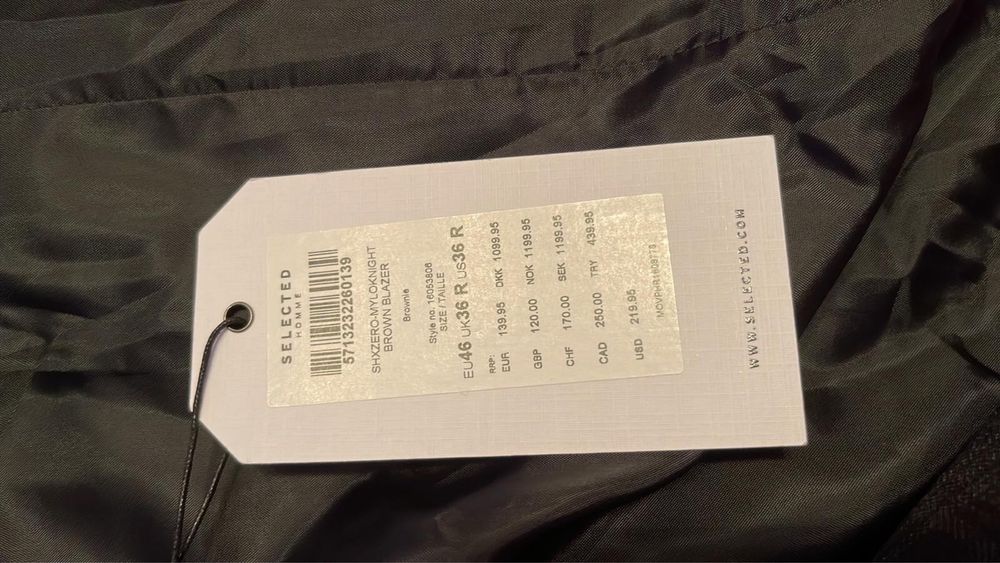 SELECTED
HOMME
5713232260139
SHXZERO-MYLOKNIGHT
BROWN BLAZER
Brownie
Style no. 16053806
SIZE / TAILLE
EU46 UK36 R US36 R
RRP:
EUR 139.95 DKK 1099.95
GBP 120.00 NOK 1199.95
CHF 170.00 SEK 1199.95
CAD 250.00 TRY 439.95
USD 219.95
WWW.SELECTED.COM